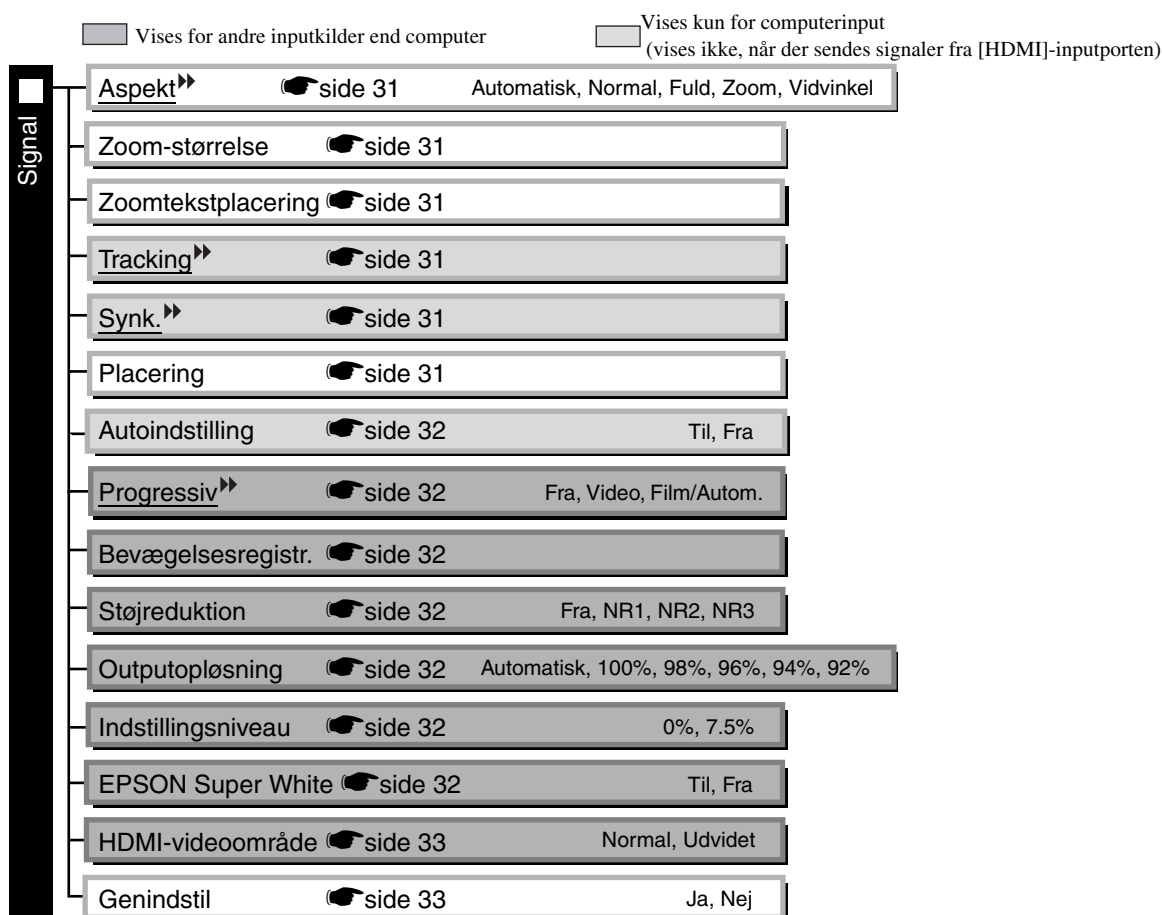 Vises for andre inputkilder end computer
Vises kun for computerinput
(vises ikke, når der sendes signaler fra [HDMI]-inputporten)
Signal
Aspekt side 31 Automatisk, Normal, Fuld, Zoom, Vidvinkel
Zoom-størrelse side 31
Zoomtekstplacering side 31
Tracking side 31
Synk. side 31
Placering side 31
Autoindstilling side 32 Til, Fra
Progressiv side 32 Fra, Video, Film/Autom.
Bevægelsesregistr. side 32
Støjreduktion side 32 Fra, NR1, NR2, NR3
Outputopløsning side 32 Automatisk, 100%, 98%, 96%, 94%, 92%
Indstillingsniveau side 32 0%, 7.5%
EPSON Super White side 32 Til, Fra
HDMI-videoområde side 33 Normal, Udvidet
Genindstil side 33 Ja, Nej